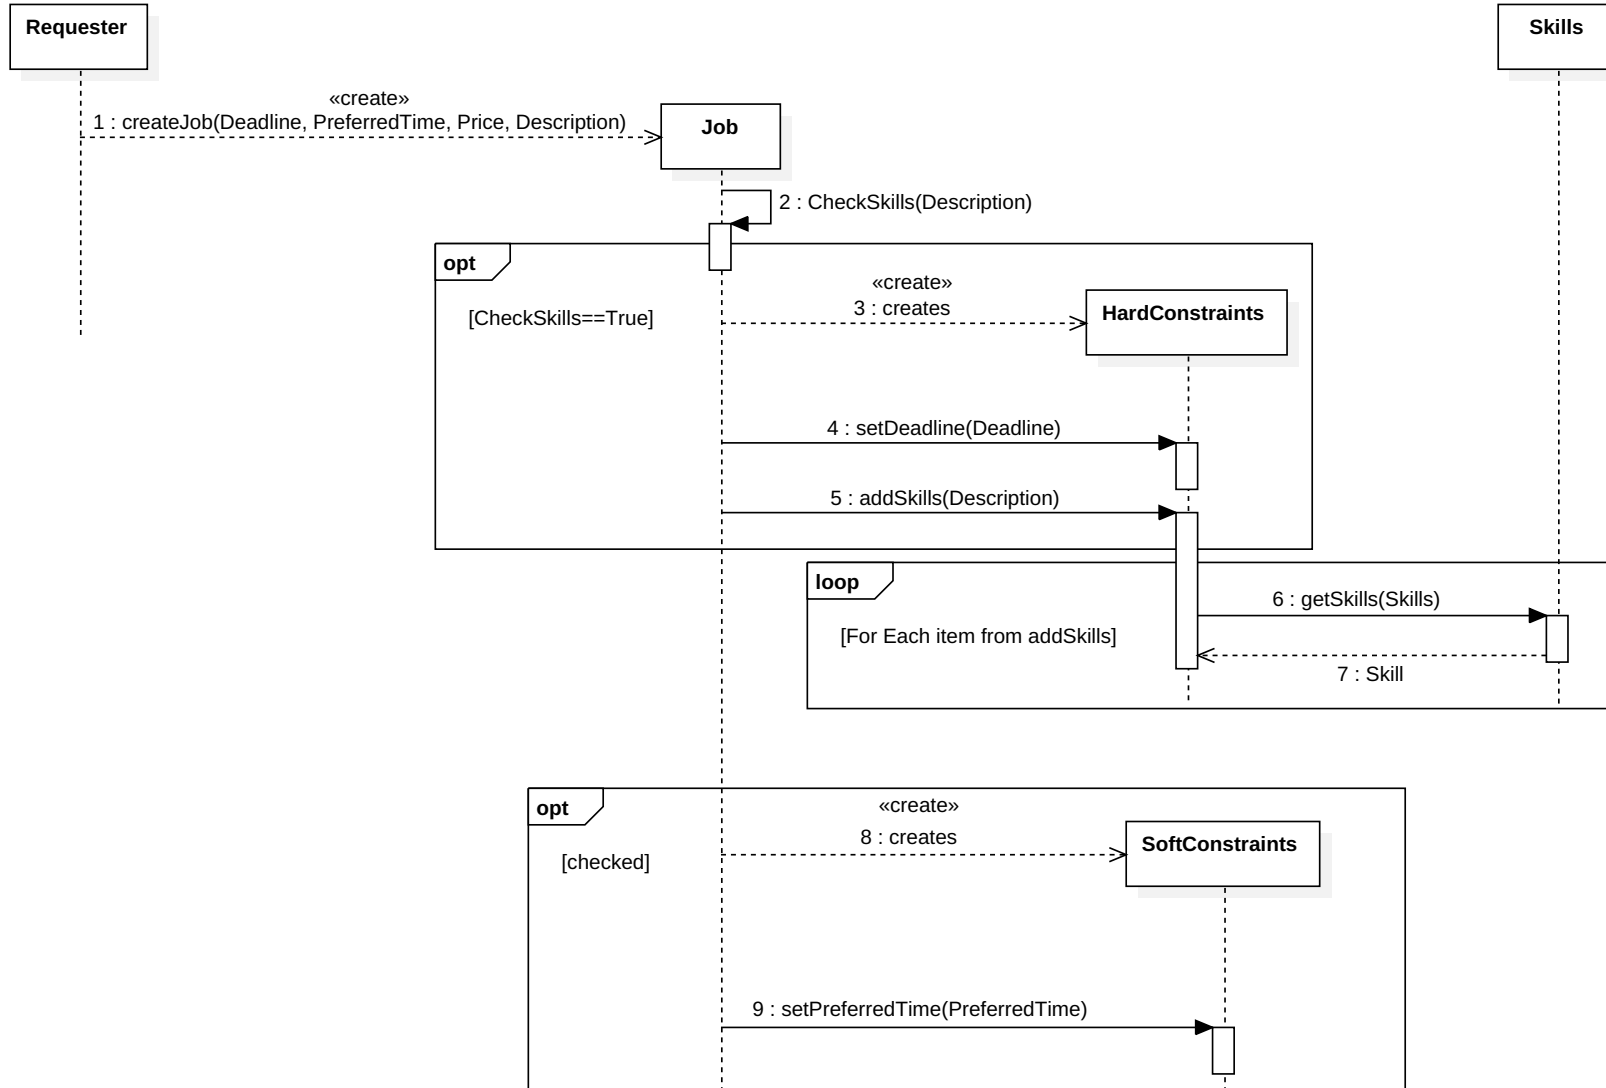 Requester
Skills
«create»
1 : createJob(Deadline, PreferredTime, Price, Description)
Job
2 : CheckSkills(Description)
opt
«create»
3 : creates
HardConstraints
[CheckSkills==True]
4 : setDeadline(Deadline)
5 : addSkills(Description)
loop
6 : getSkills(Skills)
[For Each item from addSkills]
7 : Skill
opt
«create»
8 : creates
SoftConstraints
[checked]
9 : setPreferredTime(PreferredTime)